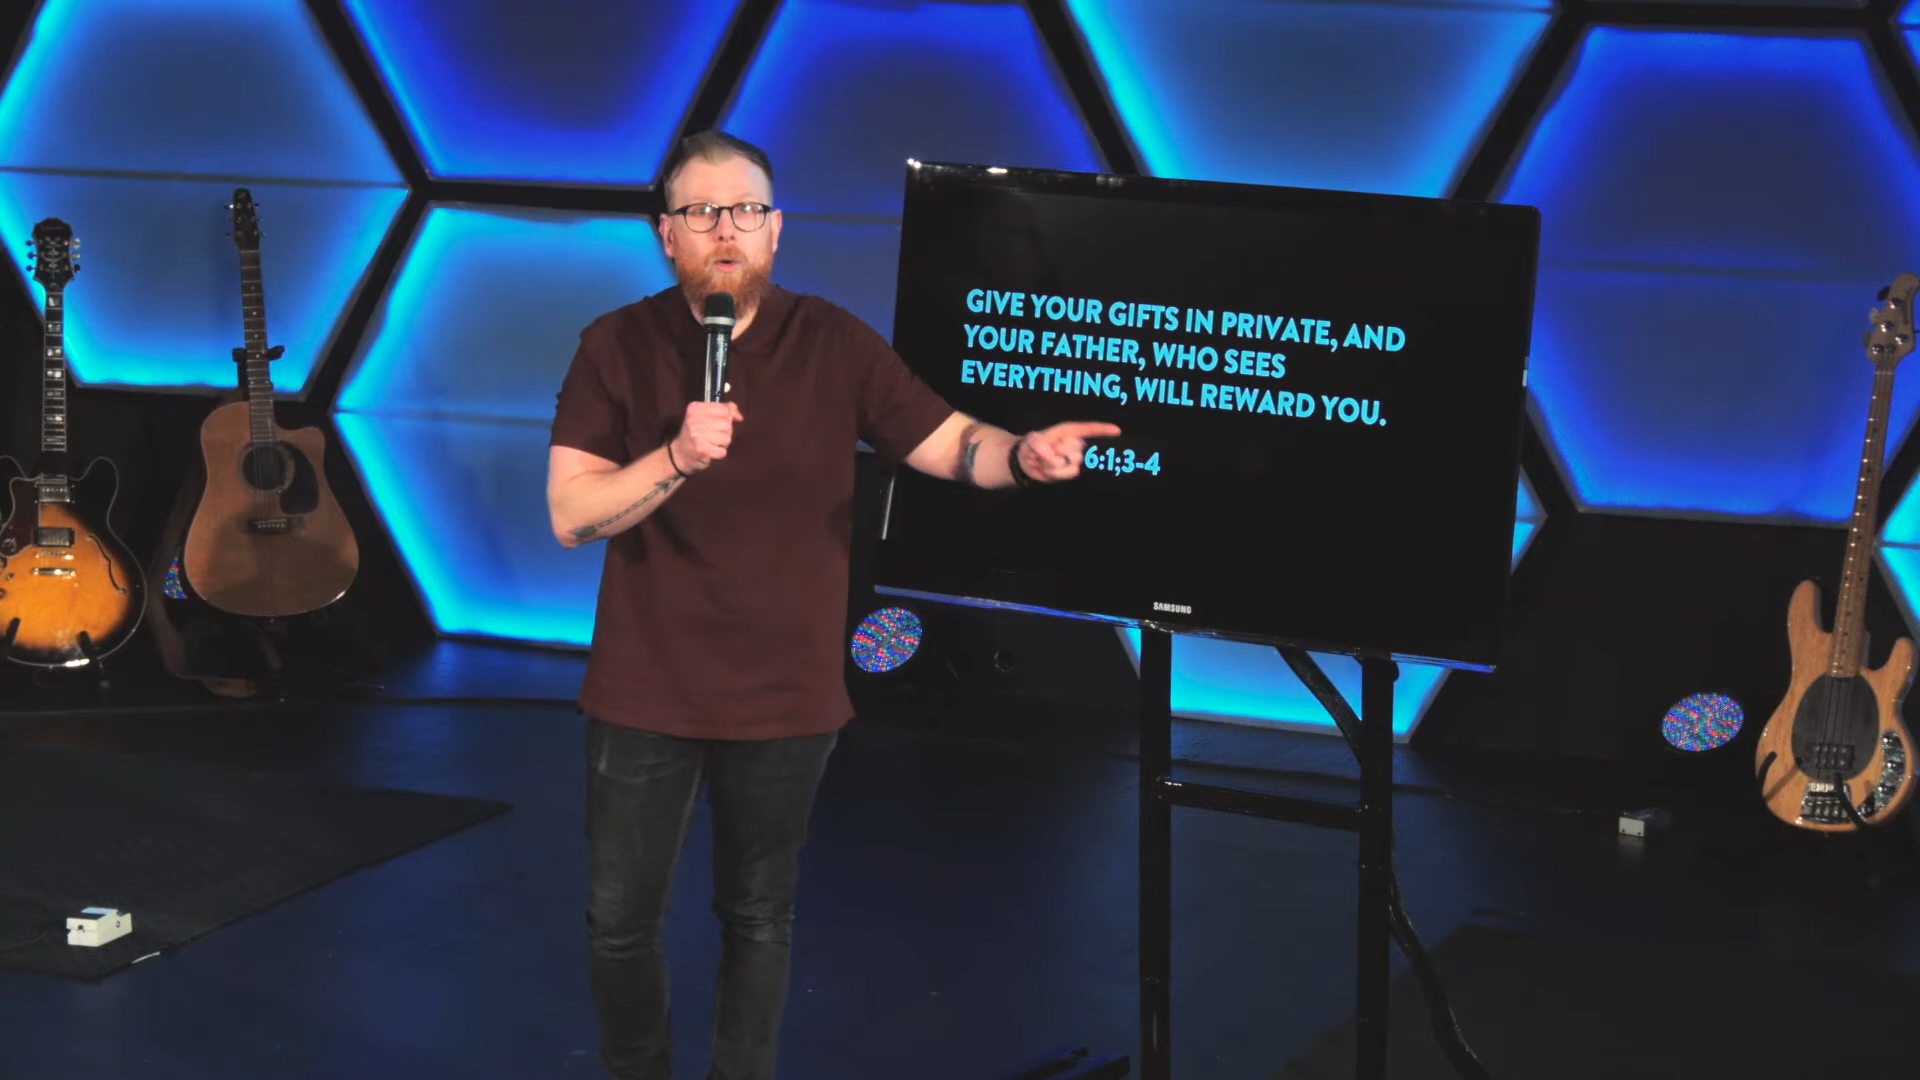 GIVE YOUR GIFTS IN PRIVATE, AND
YOUR FATHER, WHO SEES
EVERYTHING, WILL REWARD YOU.
6:1;3-4
SAMSUNG